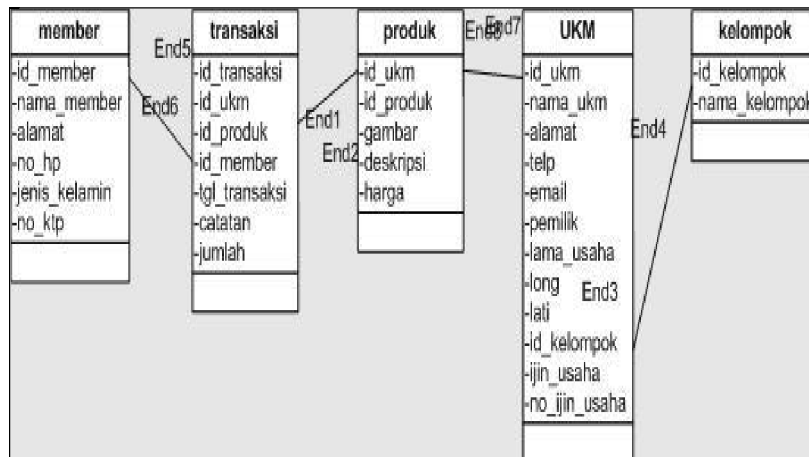 member
-id_member
-nama_member
-alamat
-no_hp
-jenis_kelamin
-no_ktp
End5
End6
transaksi
-id_transaksi
-id_ukm
-id_produk
-id_member
-tgl_transaksi
-catatan
-jumlah
End1
End2
produk
-id_ukm
-id_produk
-gambar
-deskripsi
-harga
End7
UKM
-id_ukm
-nama_ukm
-alamat
-telp
-email
-pemilik
-lama_usaha
-long
-lati
-id_kelompok
-ijin_usaha
-no_ijin_usaha
End3
End4
kelompok
-id_kelompok
-nama_kelompok